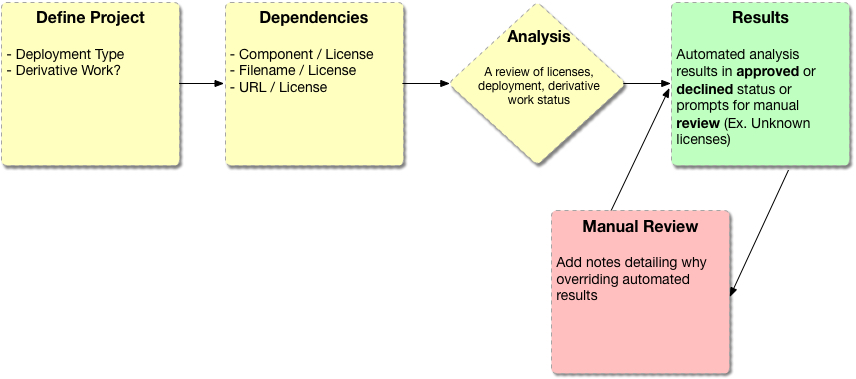 Define Project
- Deployment Type
- Derivative Work?
Dependencies
- Component / License
- Filename / License
- URL / License
Analysis
A review of licenses,
deployment, derivative
work status
Results
Automated analysis
results in approved or
declined status or
prompts for manual
review (Ex. Unknown
licenses)
Manual Review
Add notes detailing why
overriding automated
results